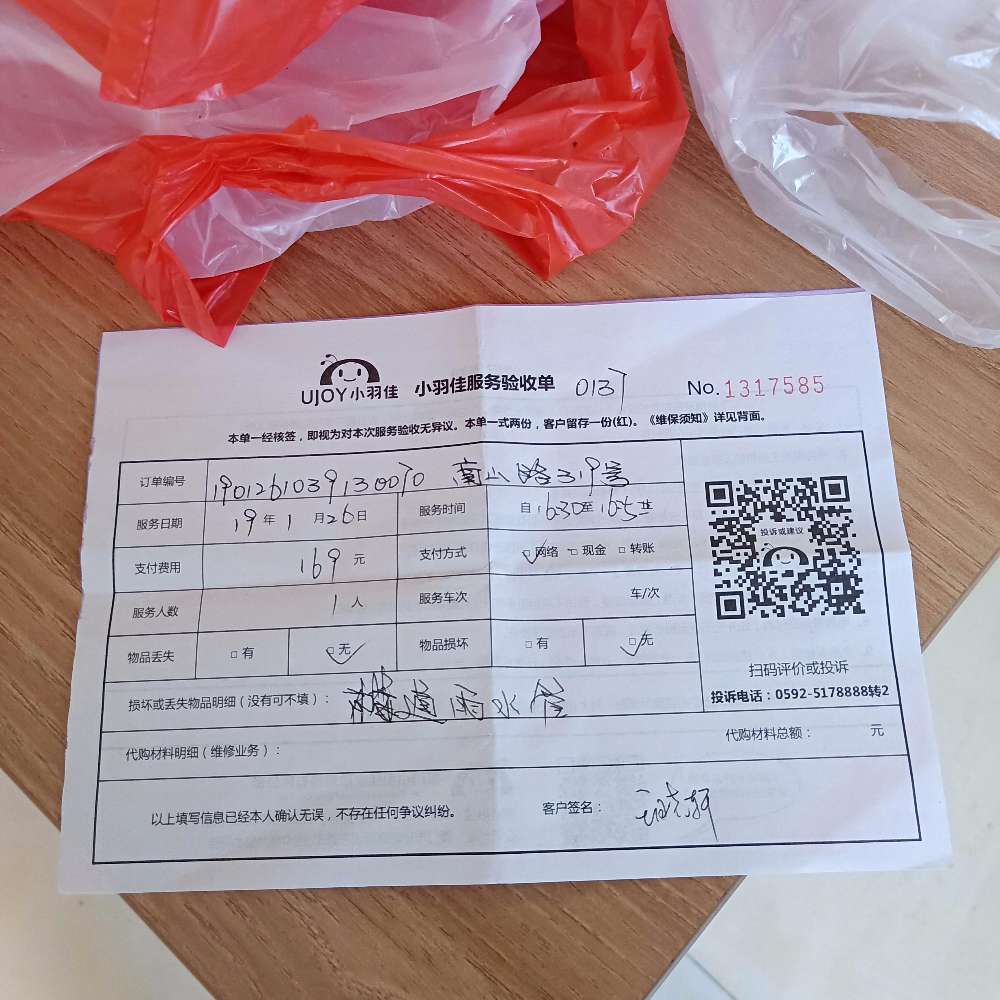 UJOY小羽佳 小羽佳服务验收单 0137 No.1317585
本单一经核签，即视为对本次服务验收无异议。本单一式两份，客户留存一份(红)。《维保须知》详见背面。
订单编号 1901261039130070 南山路319号
服务日期 19年1月26日 服务时间 自16:30至16:5
支付费用 169元 支付方式 □网络 □现金 □转账
服务人数 1人 服务车次 车/次
物品丢失 □有 □无 物品损坏 □有 □无
损坏或丢失物品明细（没有可不填）： 疏通雨水管
代购材料明细（维修业务）： 代购材料总额： 元
以上填写信息已经本人确认无误，不存在任何争议纠纷。 客户签名：
投诉或建议
扫码评价或投诉
投诉电话：0592-5178888转2